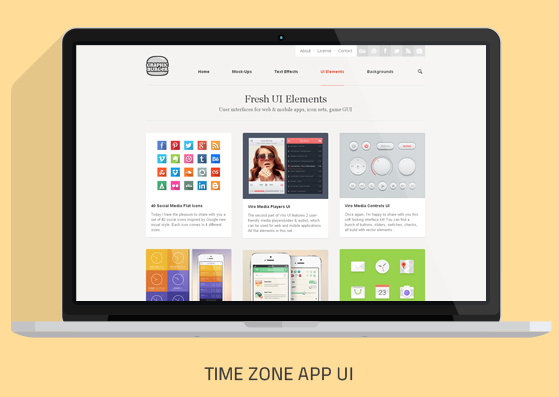 About
License
Contact
GRAPHIC
BURGER
Home
Mock-Ups
Text Effects
UI Elements
Backgrounds
Fresh UI Elements
User interfaces for web & mobile apps, icon sets, game GUI
40 Social Media Flat Icons
Today I have the pleasure to share with you a
set of 40 social icons inspired by Google new
visual style. Each icon comes in 6 different
sizes.
Vire Media Players UI
The second part of Vire UI features 2 user-
friendly media players (video & audio), which
can be used for web and mobile applications.
All the elements in this set
Vire Media Controls UI
Once again, I'm happy to share with you this
soft looking interface kit! You can find a
bunch of buttons, sliders, switches, checks,
all build with vector elements
23
TIME ZONE APP UI